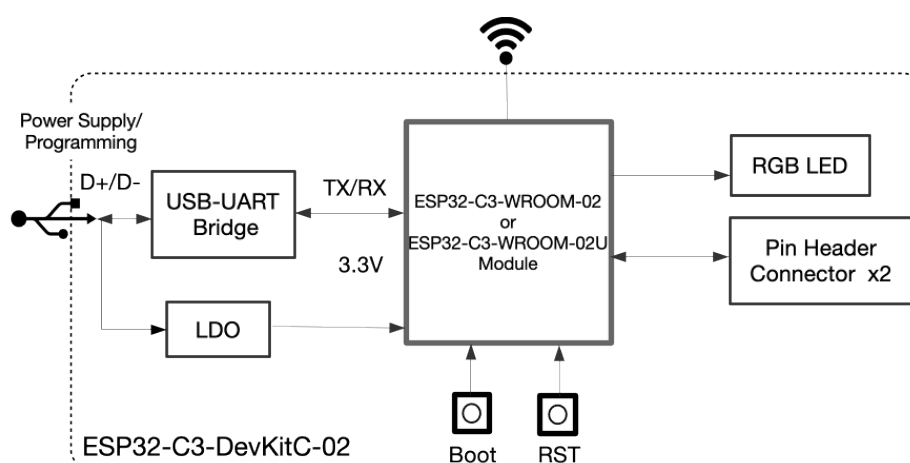 Power Supply/
Programming
D+/D-
USB-UART
Bridge
TX/RX
3.3V
LDO
ESP32-C3-WROOM-02
or
ESP32-C3-WROOM-02U
Module
RGB LED
Pin Header
Connector x2
ESP32-C3-DevKitC-02
Boot
RST